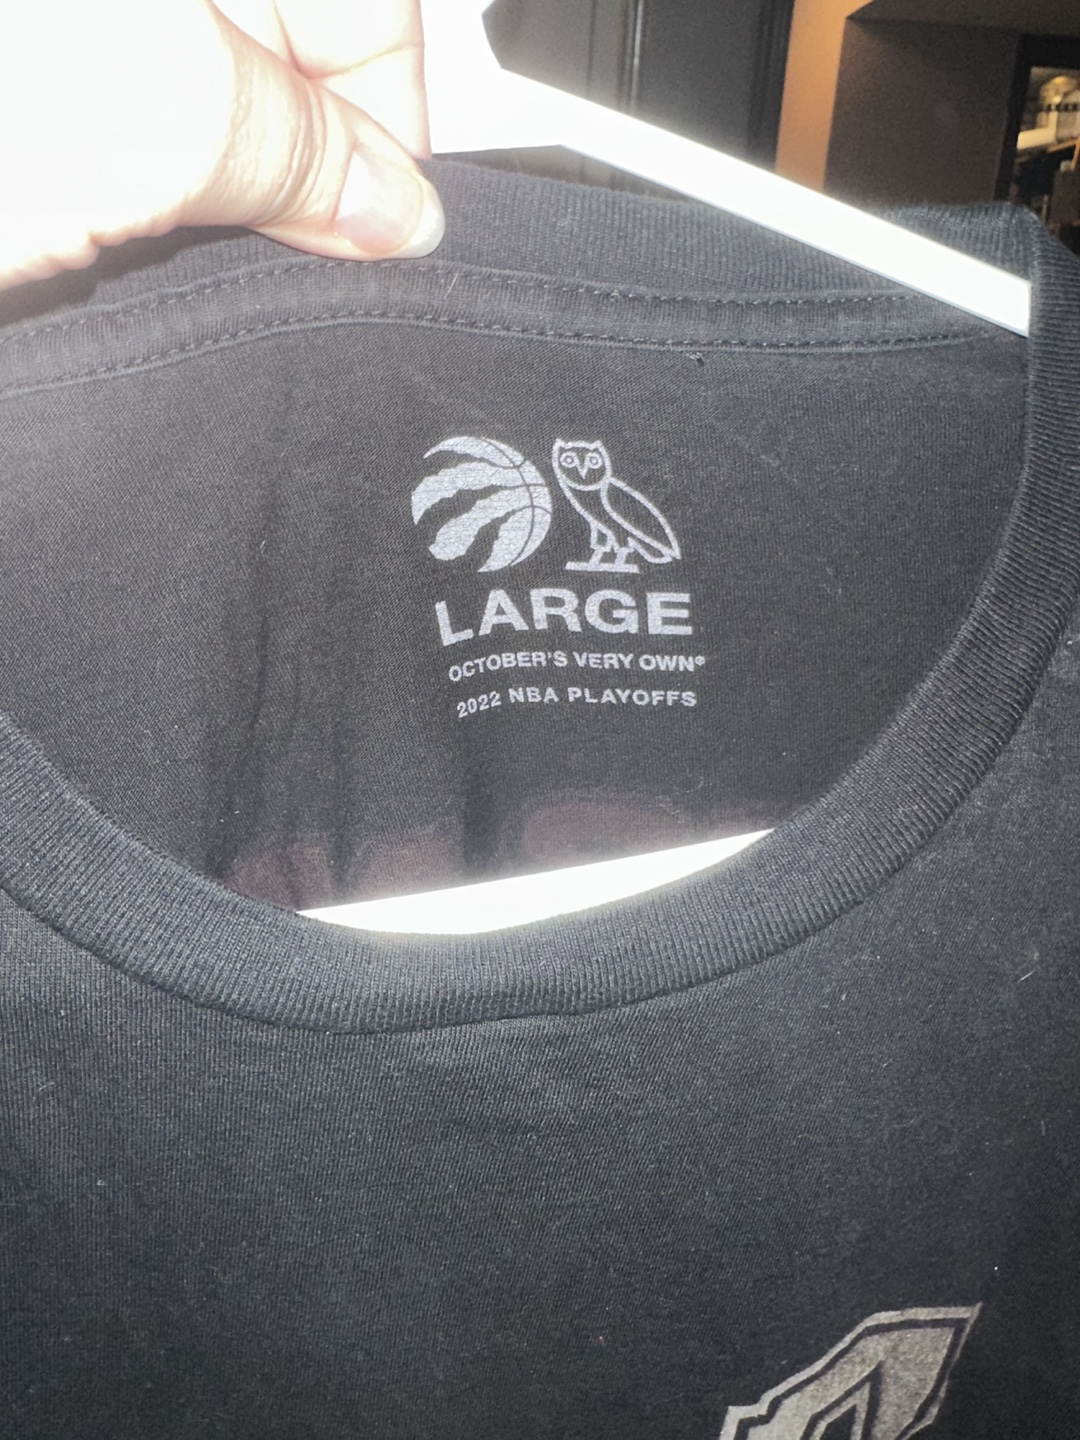 LARGE
OCTOBER'S VERY OWN®
2022 NBA PLAYOFFS